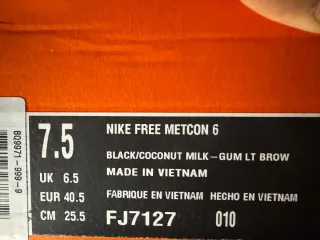 7.5
NIKE FREE METCON 6
BLACK/COCONUT MILK-GUM LT BROW
UK 6.5
MADE IN VIETNAM
EUR 40.5
FABRIQUE EN VIETNAM HECHO EN VIETNAM
CM 25.5
FJ7127 010
BQ9971-999-9